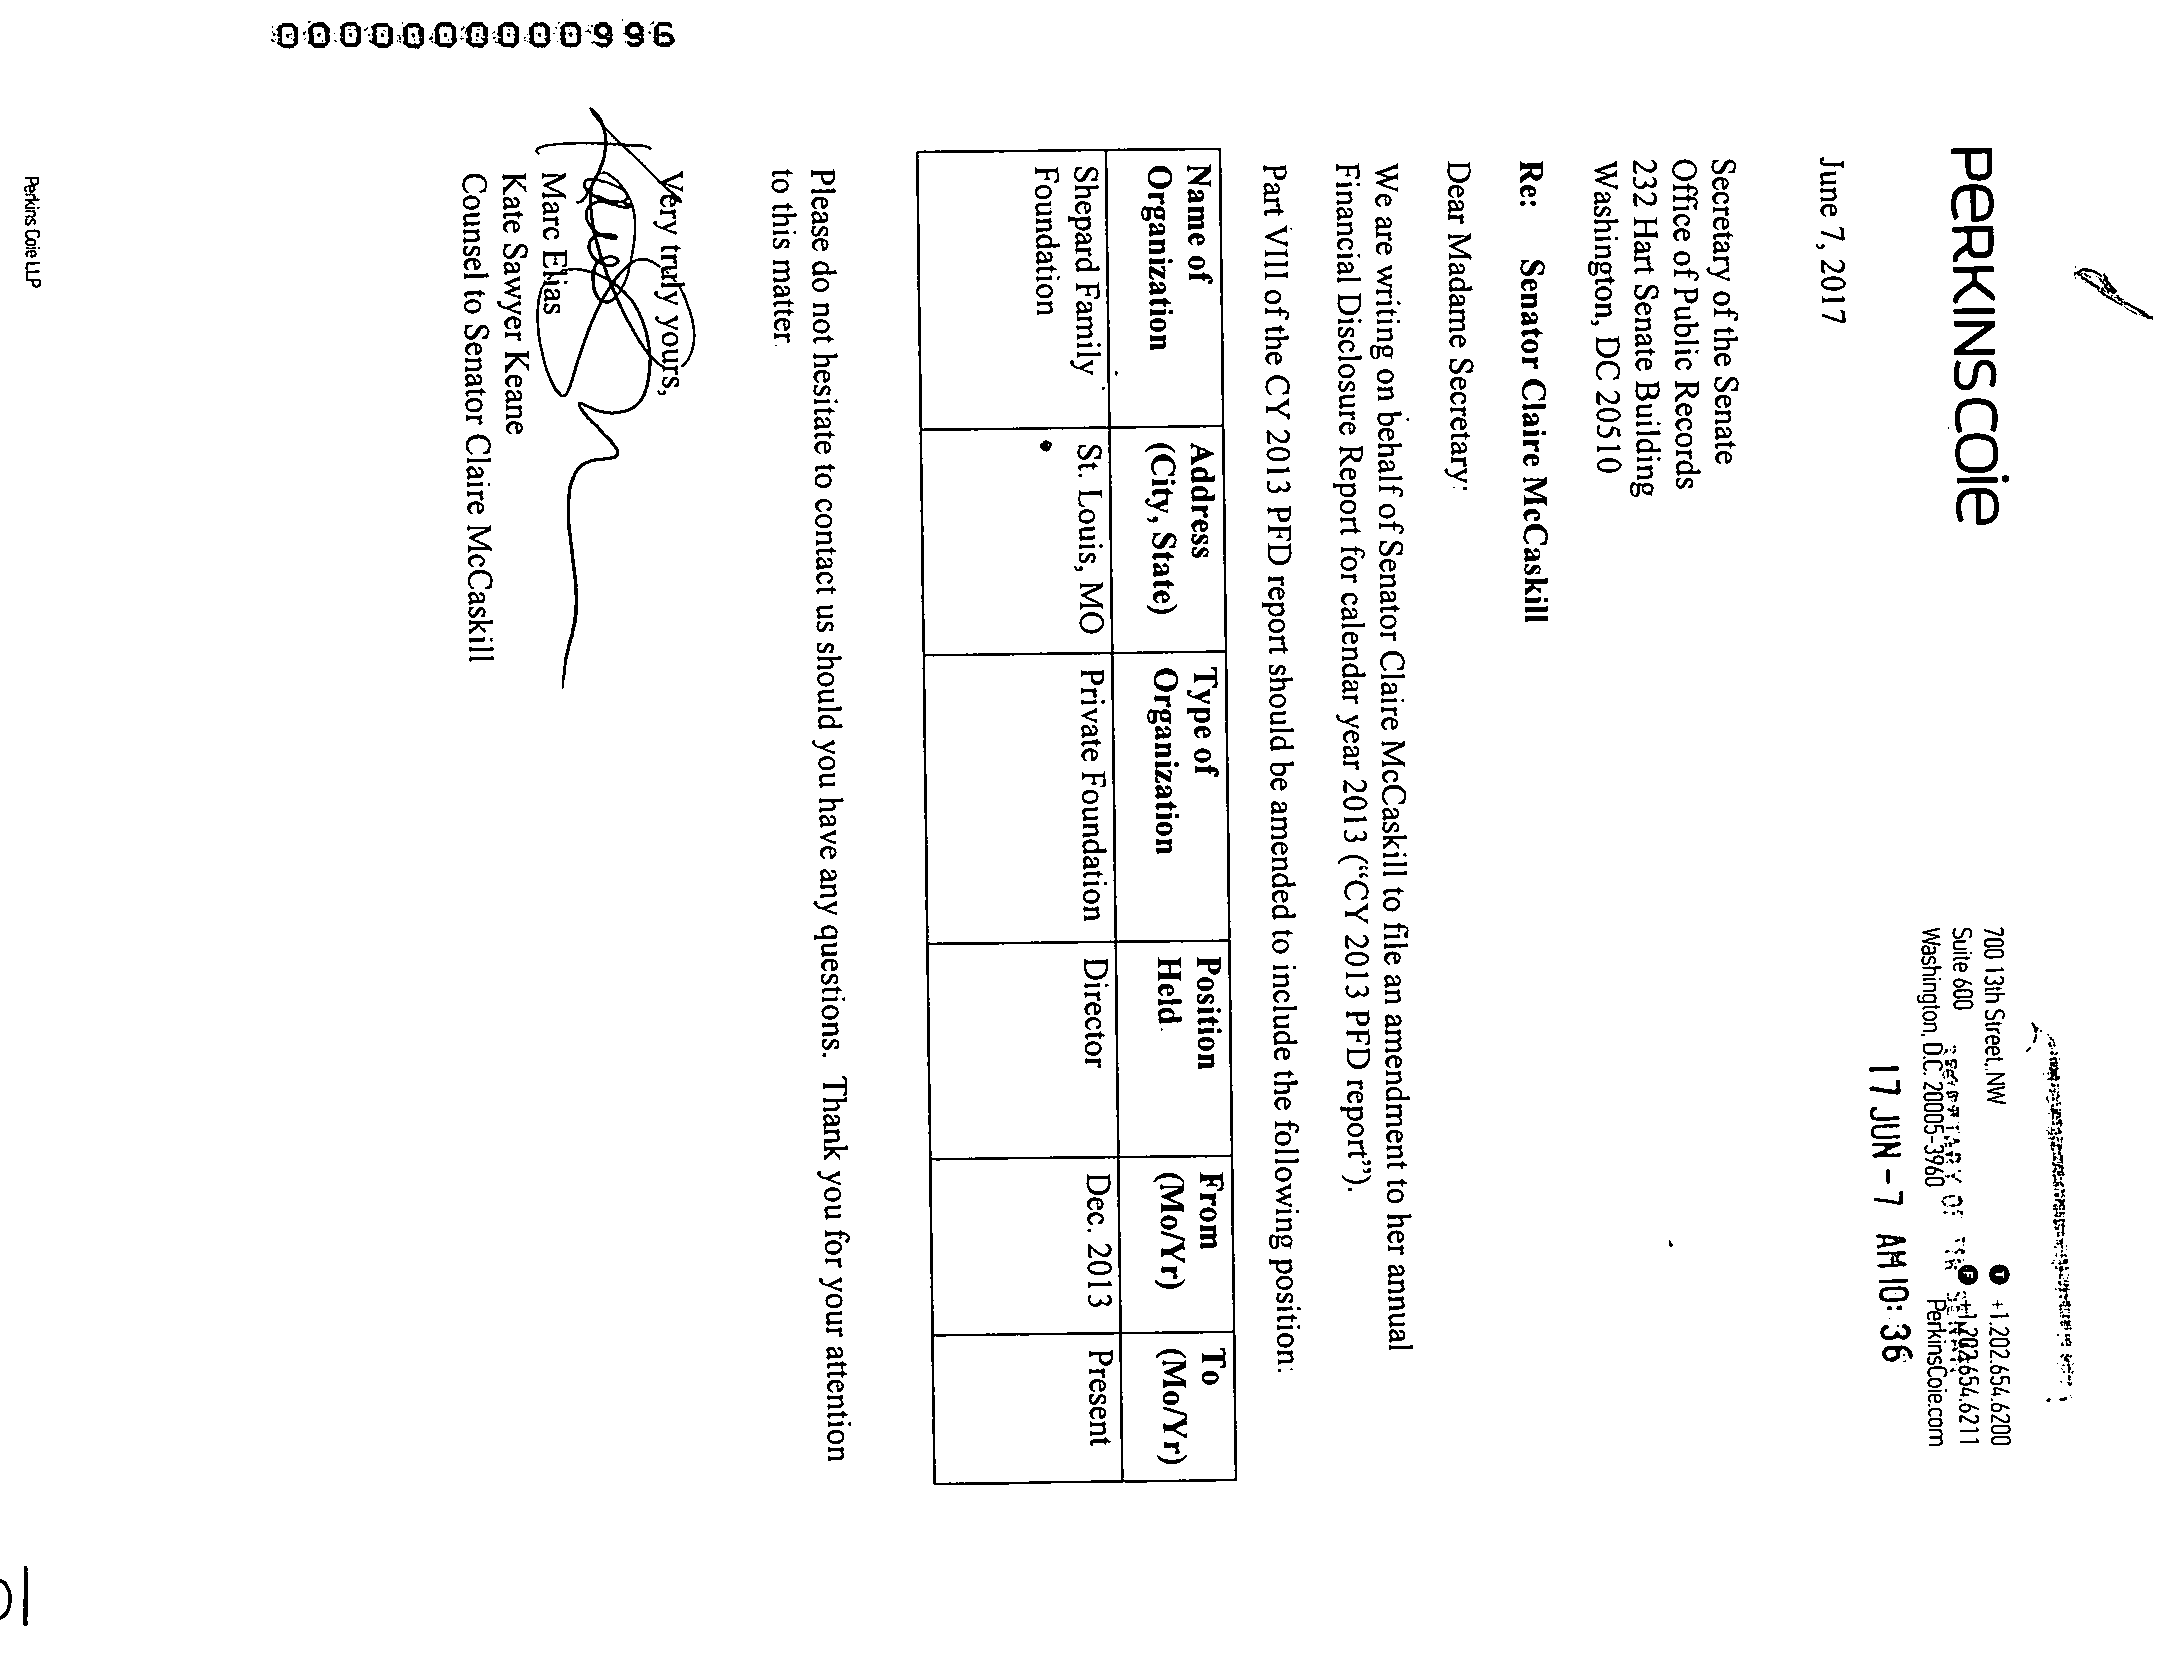 PERKINSCOIE
700 13th Street, NW
Suite 600
Washington, D.C. 20005-3960
+1.202.654.6200
+1.202.654.6211
PerkinsCoie.com
SECRETARY OF THE SENATE
17 JUN-7 AM 10:36
June 7, 2017
Secretary of the Senate
Office of Public Records
232 Hart Senate Building
Washington, DC 20510
Re: Senator Claire McCaskill
Dear Madame Secretary:
We are writing on behalf of Senator Claire McCaskill to file an amendment to her annual
Financial Disclosure Report for calendar year 2013 (“CY 2013 PFD report”).
Part VIII of the CY 2013 PFD report should be amended to include the following position:
Name of Organization
Address (City, State)
Type of Organization
Position Held
From (Mo/Yr)
To (Mo/Yr)
Shepard Family Foundation
St. Louis, MO
Private Foundation
Director
Dec. 2013
Present
Please do not hesitate to contact us should you have any questions. Thank you for your attention
to this matter.
Very truly yours,
Marc Elias
Kate Sawyer Keane
Counsel to Senator Claire McCaskill
Perkins Coie LLP
0000000000996